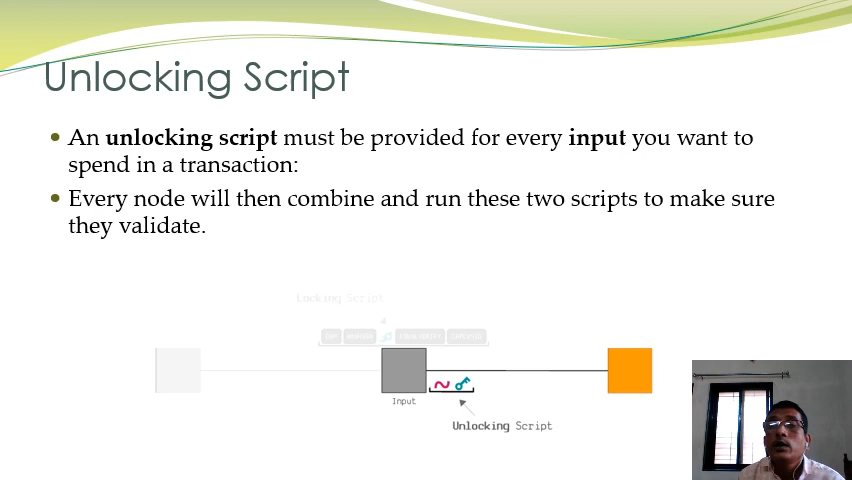 Unlocking Script
An unlocking script must be provided for every input you want to
spend in a transaction:
Every node will then combine and run these two scripts to make sure
they validate.
Locking Script
Input
Unlocking Script